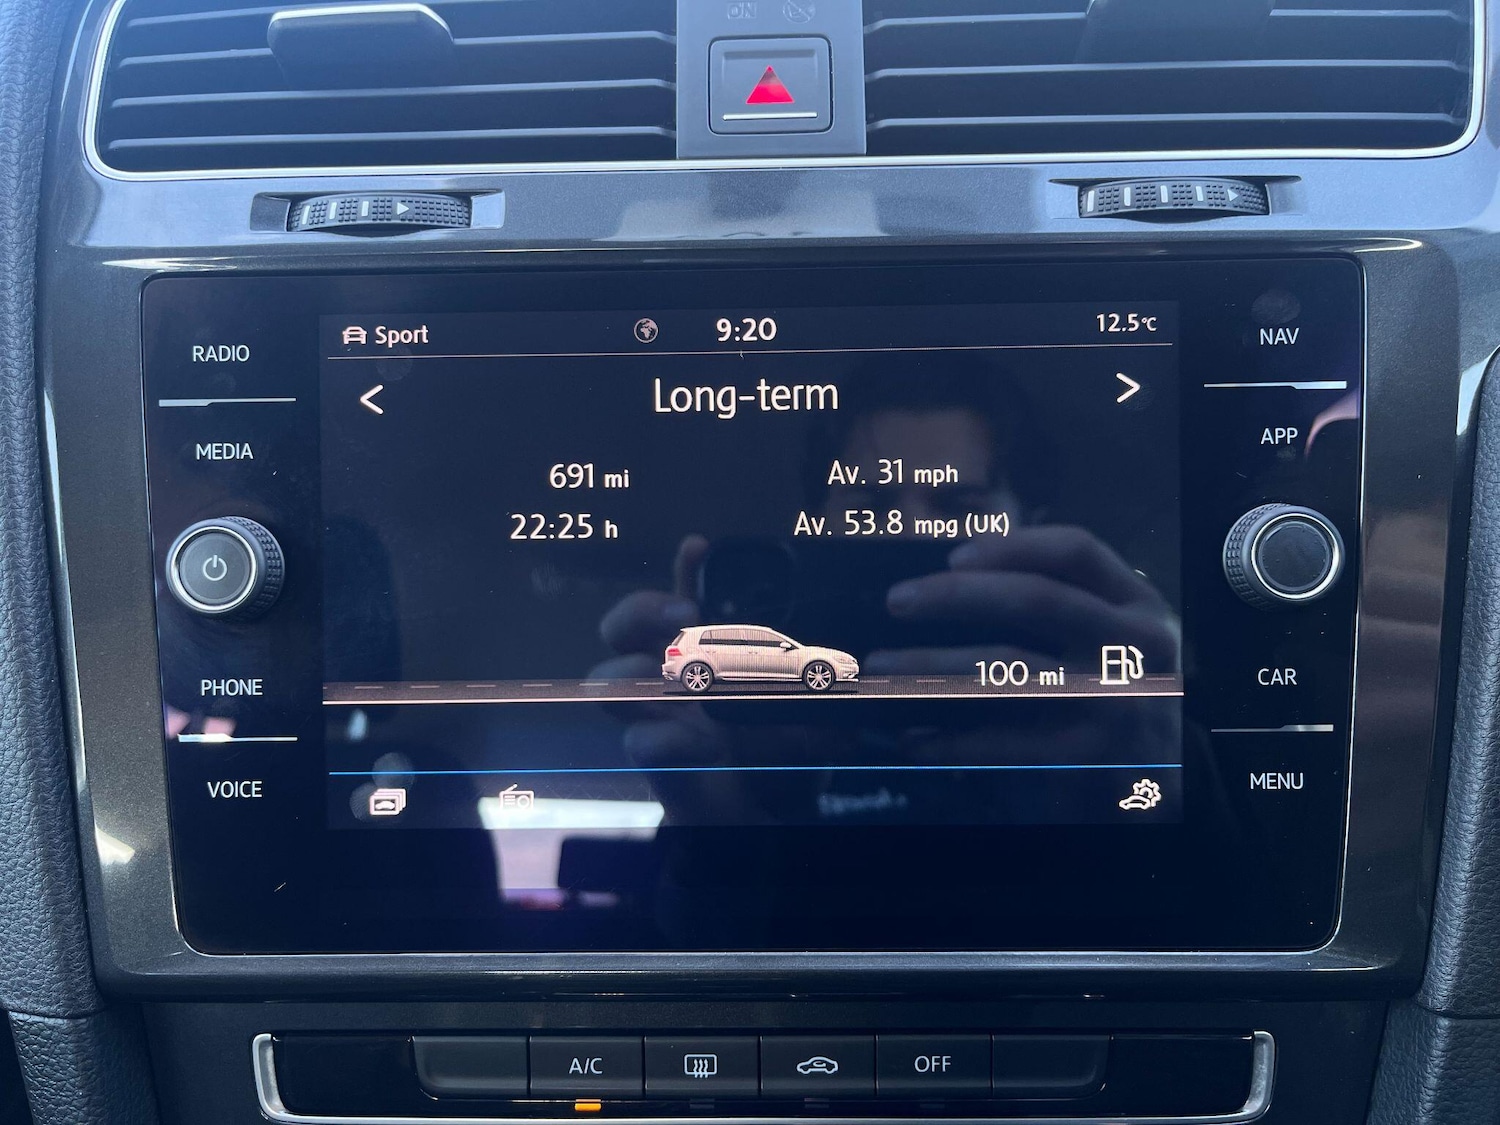 ON
Sport 9:20 12.5°C
< Long-term >
691 mi Av. 31 mph
22:25 h Av. 53.8 mpg (UK)
100 mi
RADIO
MEDIA
PHONE
VOICE
NAV
APP
CAR
MENU
A/C OFF